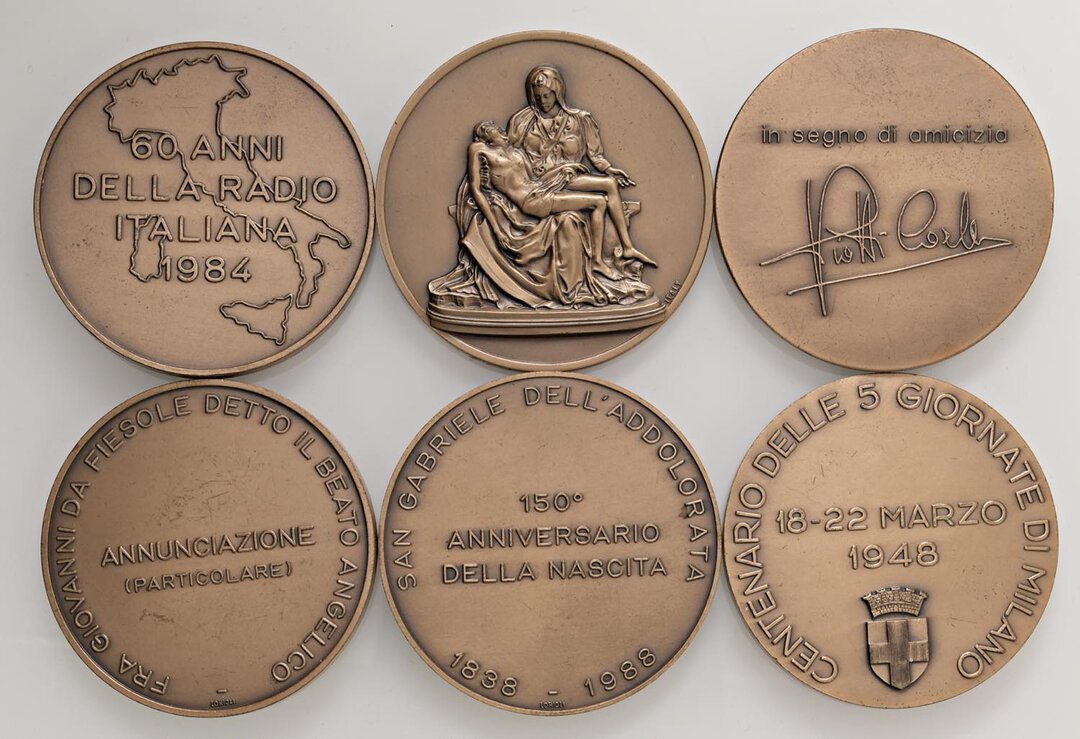 60 ANNI
DELLA RADIO
ITALIANA
1984
in segno di amicizia
FRA GIOVANNI DA FIESOLE DETTO IL BEATO ANGELICO
ANNUNCIAZIONE
(PARTICOLARE)
LORIOLI
SAN GABRIELE DELL'ADDOLORATA
150°
ANNIVERSARIO
DELLA NASCITA
1838 - 1988
LORIOLI
CENTENARIO DELLE 5 GIORNATE DI MILANO
18-22 MARZO
1948